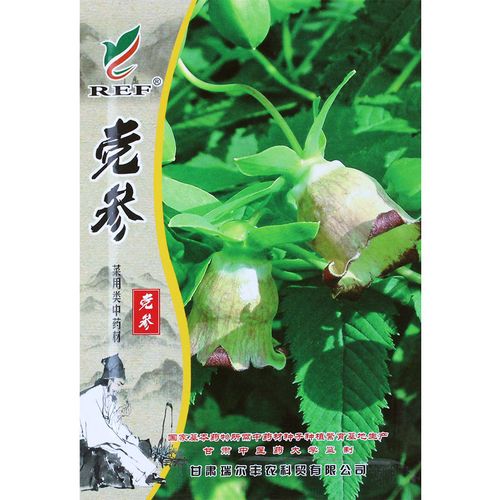 REF®
党参
菜用类中药材
党参
国家基本药物所需中药材种子种植繁育基地生产
甘肃中医药大学监制
甘肃瑞尔丰农科贸有限公司